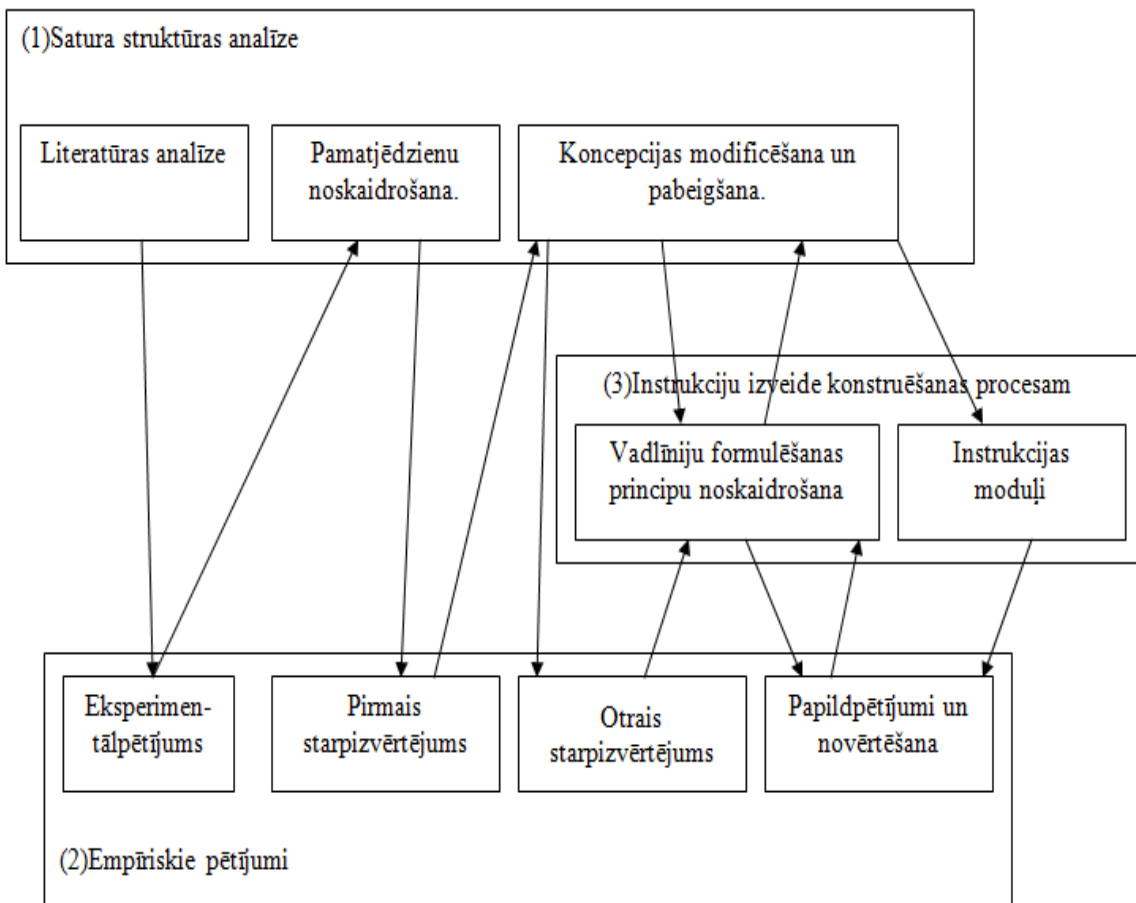 (1)Satura struktūras analīze
Literatūras analīze
Pamatjēdzienu
noskaidrošana.
Koncepcijas modificēšana un
pabeigšana.
(3)Instrukciju izveide konstruēšanas procesam
Vadlīniju formulēšanas
principu noskaidrošana
Instrukcijas
moduļi
Eksperimen-
tālpētījums
Pirmais
starpizvērtējums
Otrais
starpizvērtējums
Papildpētījumi un
novērtēšana
(2)Empīriskie pētījumi